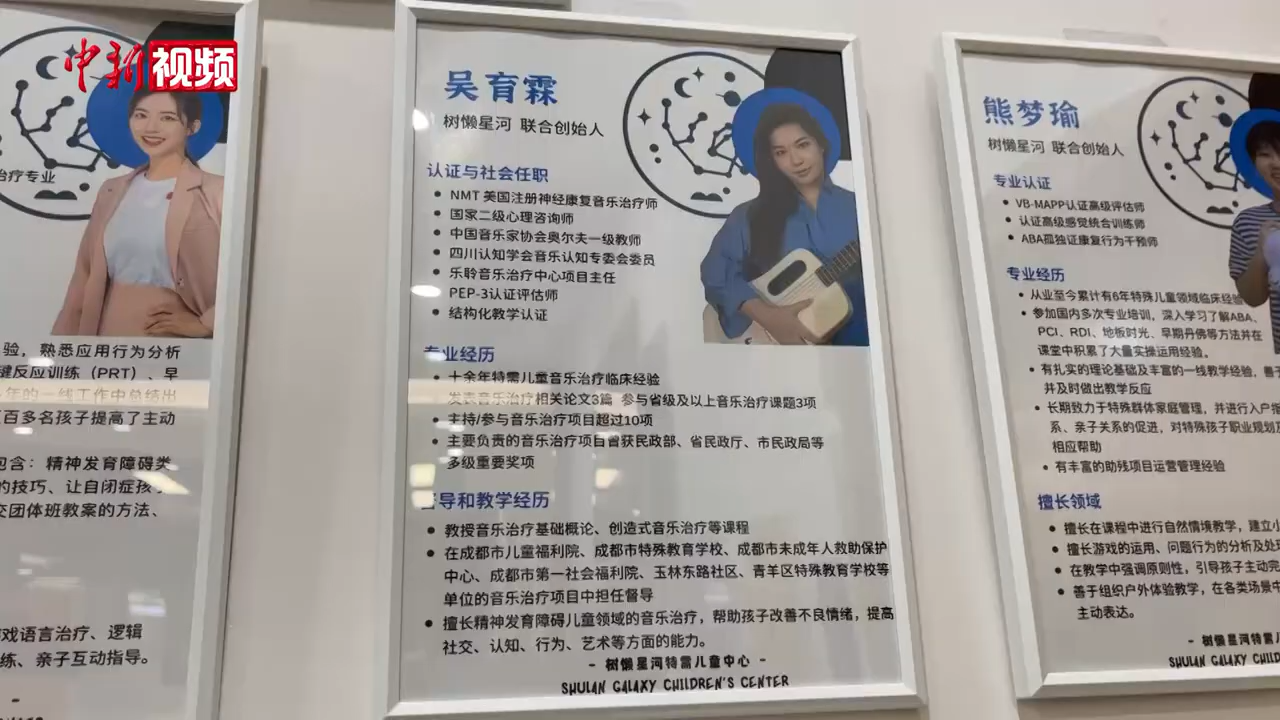 中新视频
治疗专业
验，熟悉应用行为分析
键反应训练（PRT）、早
年的一线工作中总结出
百多名孩子提高了主动
包含：精神发育障碍类
的技巧、让自闭症孩
交团体班教案的方法、
戏语言治疗、逻辑
练、亲子互动指导。
吴育霖
树懒星河 联合创始人
认证与社会任职
NMT 美国注册神经康复音乐治疗师
国家二级心理咨询师
中国音乐家协会奥尔夫一级教师
四川认知学会音乐认知专委会委员
乐聆音乐治疗中心项目主任
PEP-3认证评估师
结构化教学认证
专业经历
十余年特需儿童音乐治疗临床经验
发表音乐治疗相关论文3篇 参与省级及以上音乐治疗课题3项
主持/参与音乐治疗项目超过10项
主要负责的音乐治疗项目曾获民政部、省民政厅、市民政局等
多级重要奖项
导和教学经历
教授音乐治疗基础概论、创造式音乐治疗等课程
在成都市儿童福利院、成都市特殊教育学校、成都市未成年人救助保护
中心、成都市第一社会福利院、玉林东路社区、青羊区特殊教育学校等
单位的音乐治疗项目中担任督导
擅长精神发育障碍儿童领域的音乐治疗，帮助孩子改善不良情绪，提高
社交、认知、行为、艺术等方面的能力。
- 树懒星河特需儿童中心 -
SHULAN GALAXY CHILDREN'S CENTER
熊梦瑜
树懒星河 联合创始人
专业认证
VB-MAPP认证高级评估师
认证高级感觉统合训练师
ABA孤独证康复行为干预师
专业经历
从业至今累计有6年特殊儿童领域临床经验
参加国内多次专业培训，深入学习了解ABA、
PCI、RDI、地板时光、早期丹佛等方法并在
课堂中积累了大量实操运用经验。
有扎实的理论基础及丰富的一线教学经验，善于
并及时做出教学反应
长期致力于特殊群体家庭管理，并进行入户指
系、亲子关系的促进，对特殊孩子职业规划及
相应帮助
有丰富的助残项目运营管理经验
擅长领域
擅长在课程中进行自然情境教学，建立小
擅长游戏的运用、问题行为的分析及处理
在教学中强调原则性，引导孩子主动完
善于组织户外体验教学，在各类场景中
主动表达。
- 树懒星河特需儿
SHULAN GALAXY CHILD